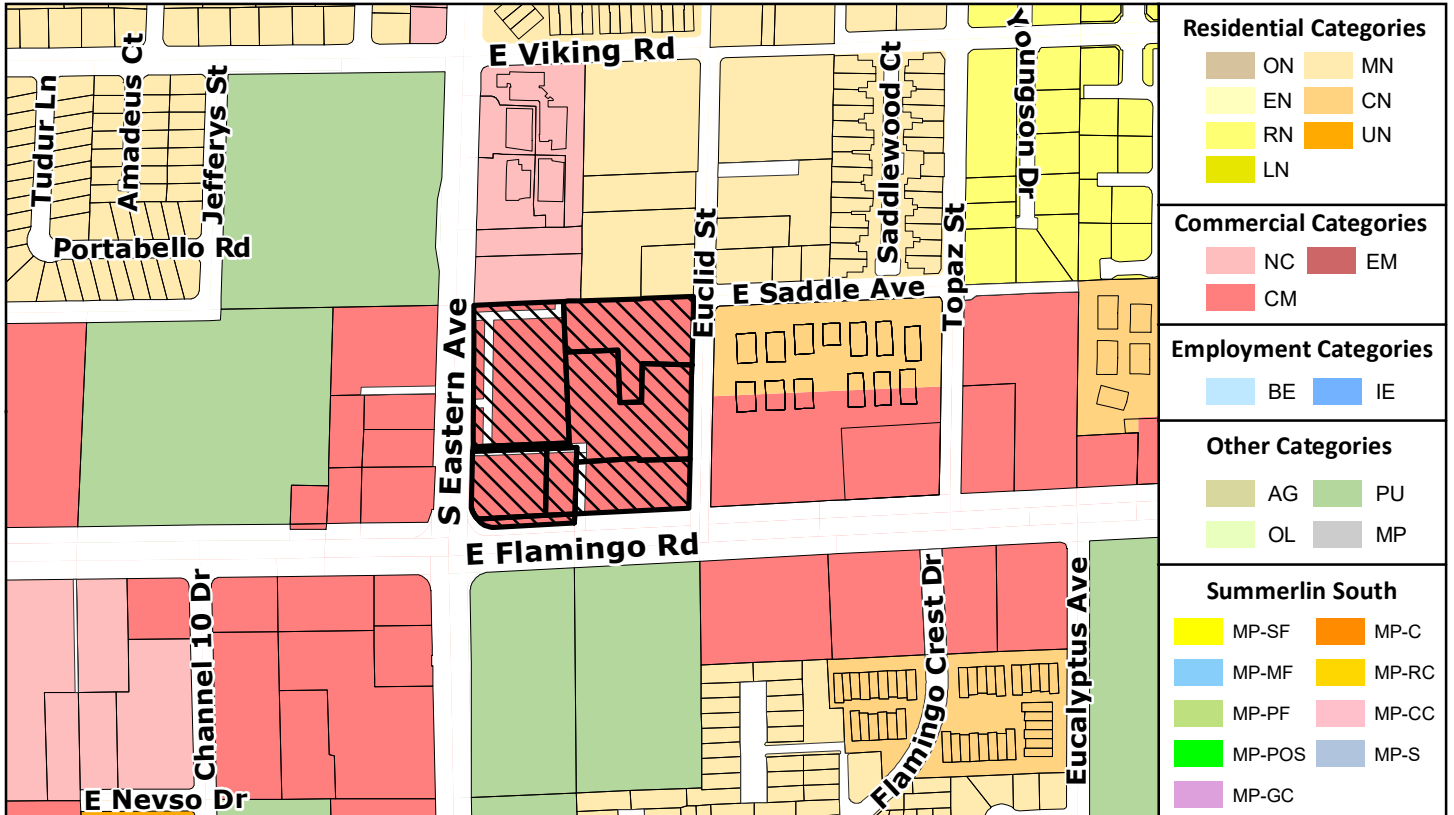 E Viking Rd
Tudur Ln
Amadeus Ct
Jefferys St
Portabello Rd
S Eastern Ave
Euclid St
Saddlewood Ct
Topaz St
Youngson Dr
E Saddle Ave
E Flamingo Rd
Channel 10 Dr
E Nevso Dr
Flamingo Crest Dr
Eucalyptus Ave
Residential Categories
ON MN
EN CN
RN UN
LN
Commercial Categories
NC EM
CM
Employment Categories
BE IE
Other Categories
AG PU
OL MP
Summerlin South
MP-SF MP-C
MP-MF MP-RC
MP-PF MP-CC
MP-POS MP-S
MP-GC